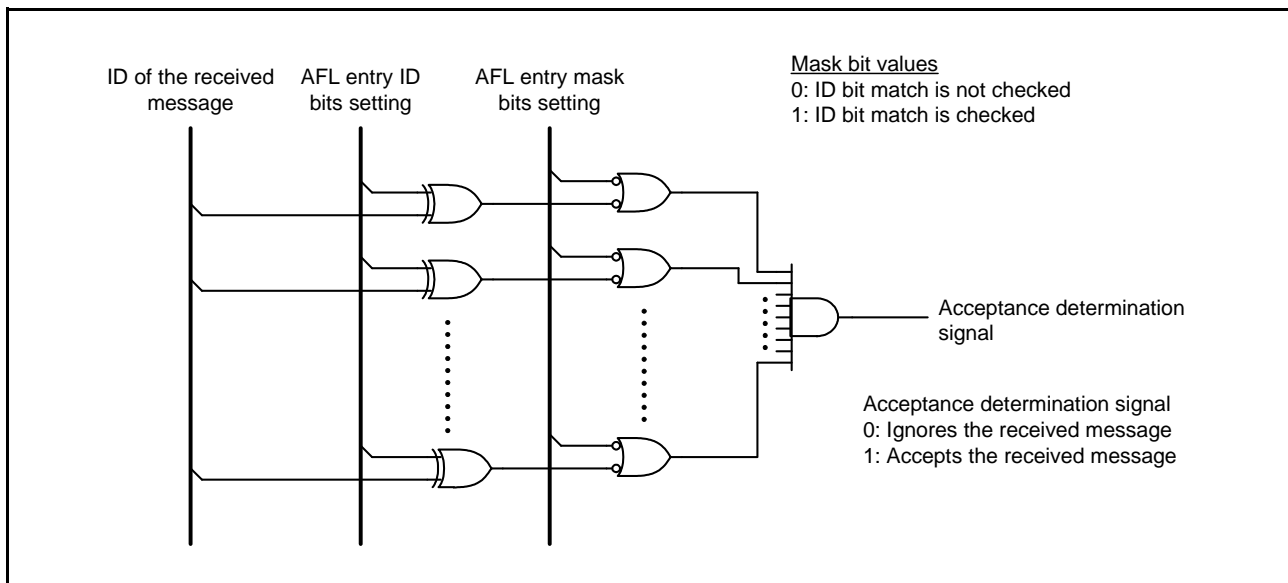 ID of the received
message
AFL entry ID
bits setting
AFL entry mask
bits setting
Mask bit values
0: ID bit match is not checked
1: ID bit match is checked
Acceptance determination
signal
Acceptance determination signal
0: Ignores the received message
1: Accepts the received message